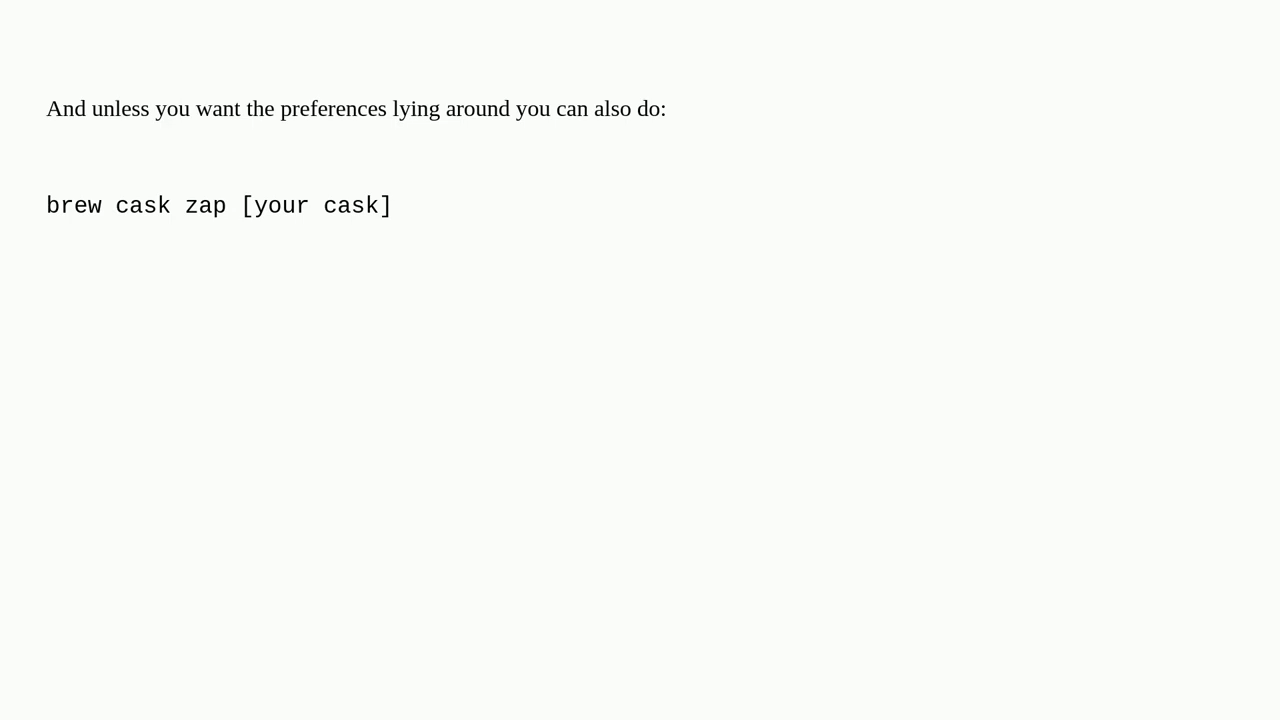 And unless you want the preferences lying around you can also do:
brew cask zap [your cask]